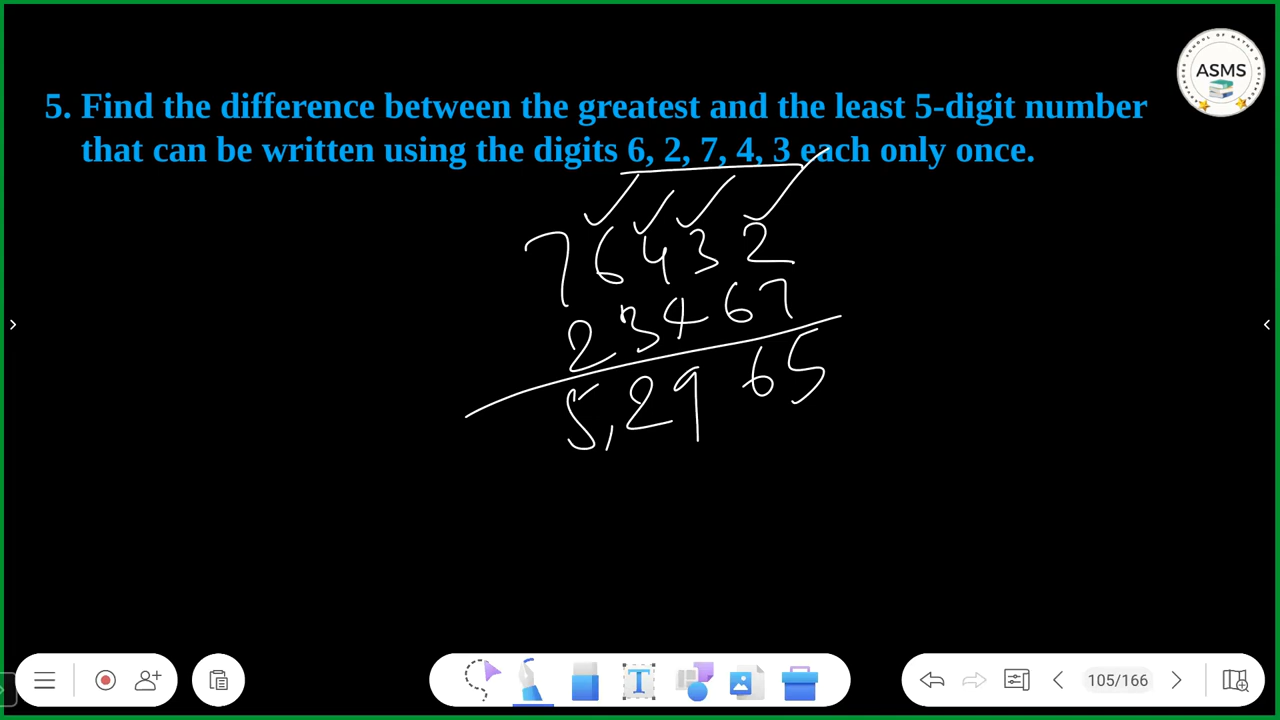 ASMS
5. Find the difference between the greatest and the least 5-digit number
that can be written using the digits 6, 2, 7, 4, 3 each only once.
76432
23467
5,2965
105/166